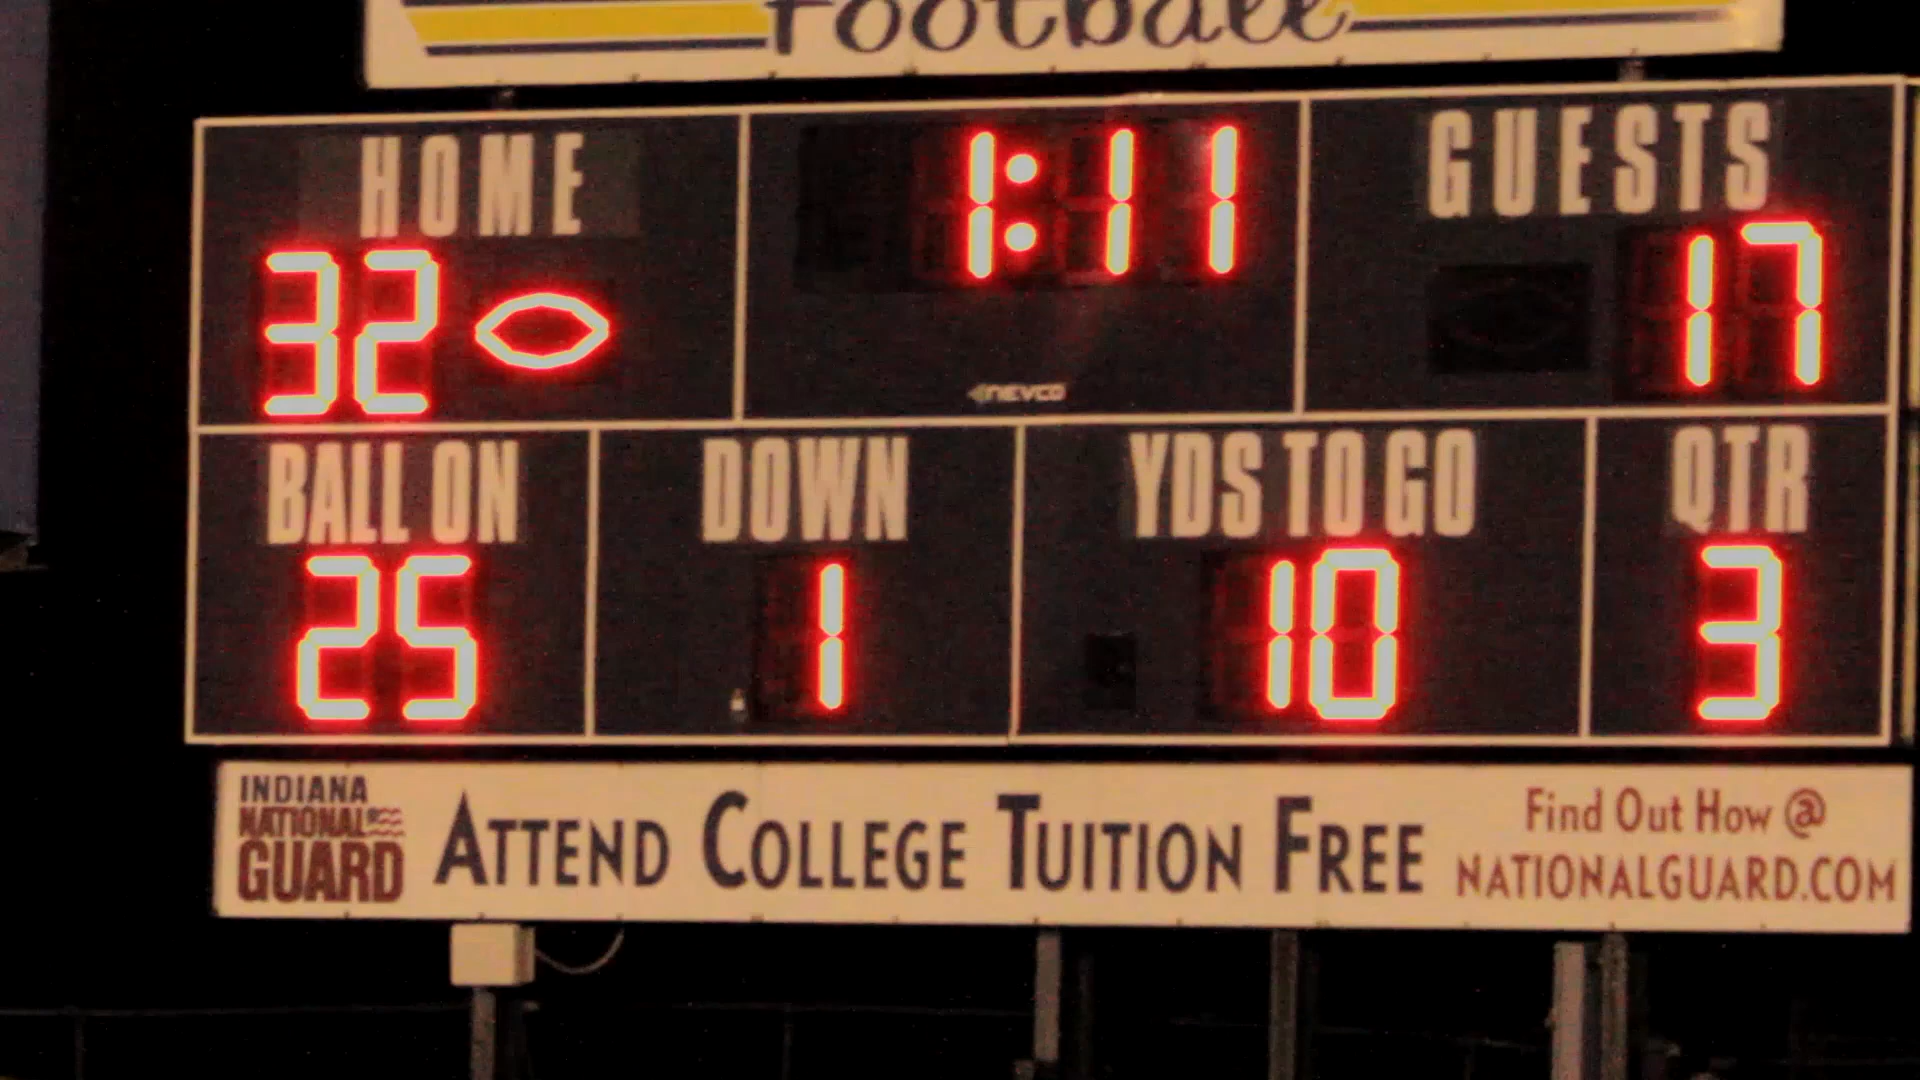 Football
HOME 1:11 GUESTS
32 17
NEVCO
BALL ON DOWN YDS TO GO QTR
25 1 10 3
INDIANA
NATIONAL
GUARD
ATTEND COLLEGE TUITION FREE
Find Out How @
NATIONALGUARD.COM